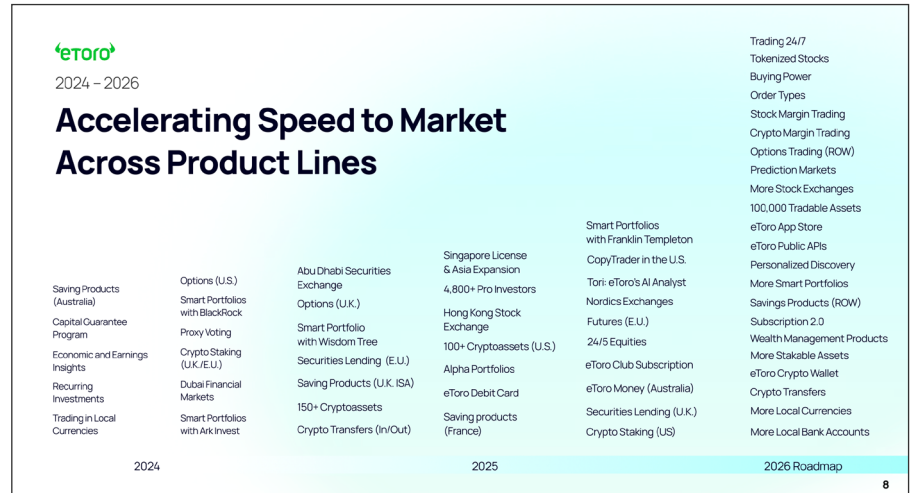 eToro
2024 – 2026
Accelerating Speed to Market
Across Product Lines
Saving Products
(Australia)
Capital Guarantee
Program
Economic and Earnings
Insights
Recurring
Investments
Trading in Local
Currencies
Options (U.S.)
Smart Portfolios
with BlackRock
Proxy Voting
Crypto Staking
(U.K./E.U.)
Dubai Financial
Markets
Smart Portfolios
with Ark Invest
Abu Dhabi Securities
Exchange
Options (U.K.)
Smart Portfolio
with Wisdom Tree
Securities Lending (E.U.)
Saving Products (U.K. ISA)
150+ Cryptoassets
Crypto Transfers (In/Out)
Singapore License
& Asia Expansion
4,800+ Pro Investors
Hong Kong Stock
Exchange
100+ Cryptoassets (U.S.)
Alpha Portfolios
eToro Debit Card
Saving products
(France)
Smart Portfolios
with Franklin Templeton
CopyTrader in the U.S.
Tori: eToro's AI Analyst
Nordics Exchanges
Futures (E.U.)
24/5 Equities
eToro Club Subscription
eToro Money (Australia)
Securities Lending (U.K.)
Crypto Staking (US)
Trading 24/7
Tokenized Stocks
Buying Power
Order Types
Stock Margin Trading
Crypto Margin Trading
Options Trading (ROW)
Prediction Markets
More Stock Exchanges
100,000 Tradable Assets
eToro App Store
eToro Public APIs
Personalized Discovery
More Smart Portfolios
Savings Products (ROW)
Subscription 2.0
Wealth Management Products
More Stakable Assets
eToro Crypto Wallet
Crypto Transfers
More Local Currencies
More Local Bank Accounts
2024
2025
2026 Roadmap
8